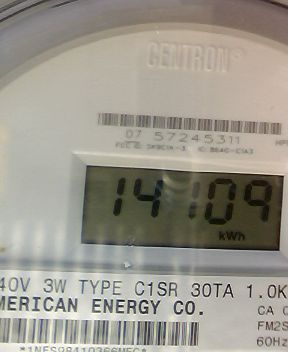 CENTRON®
07 57245311
14109
kWh
40V 3W TYPE C1SR 30TA 1.0K
MERICAN ENERGY CO.
CA
FM2S
60Hz